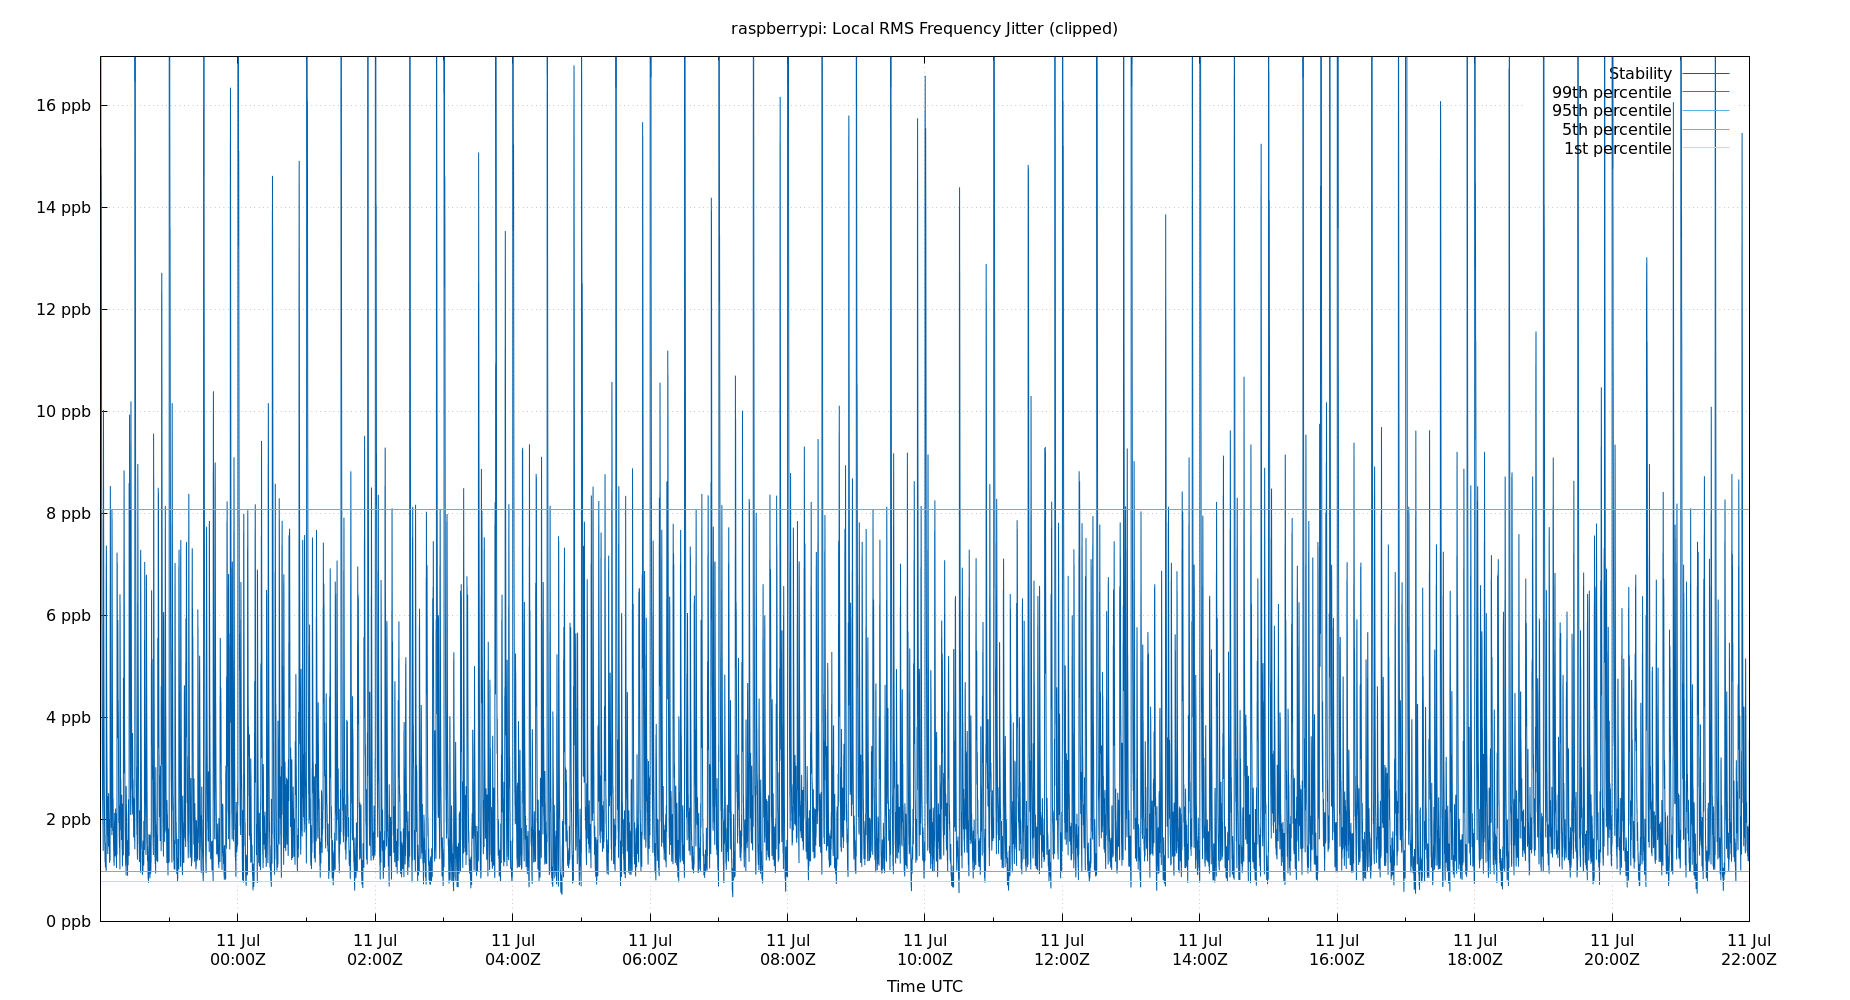 raspberrypi: Local RMS Frequency Jitter (clipped)
Stability
99th percentile
95th percentile
5th percentile
1st percentile
16 ppb
14 ppb
12 ppb
10 ppb
8 ppb
6 ppb
4 ppb
2 ppb
0 ppb
11 Jul 11 Jul 11 Jul 11 Jul 11 Jul 11 Jul 11 Jul 11 Jul 11 Jul 11 Jul 11 Jul 11 Jul
00:00Z 02:00Z 04:00Z 06:00Z 08:00Z 10:00Z 12:00Z 14:00Z 16:00Z 18:00Z 20:00Z 22:00Z
Time UTC